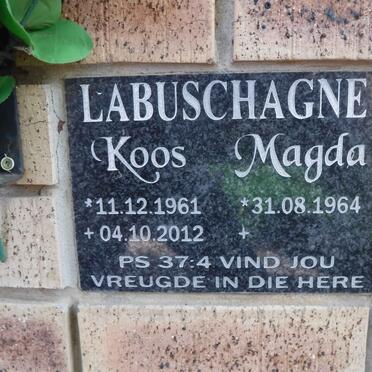 LABUSCHAGNE
Koos Magda
*11.12.1961 *31.08.1964
+04.10.2012 +
PS 37:4 VIND JOU
VREUGDE IN DIE HERE